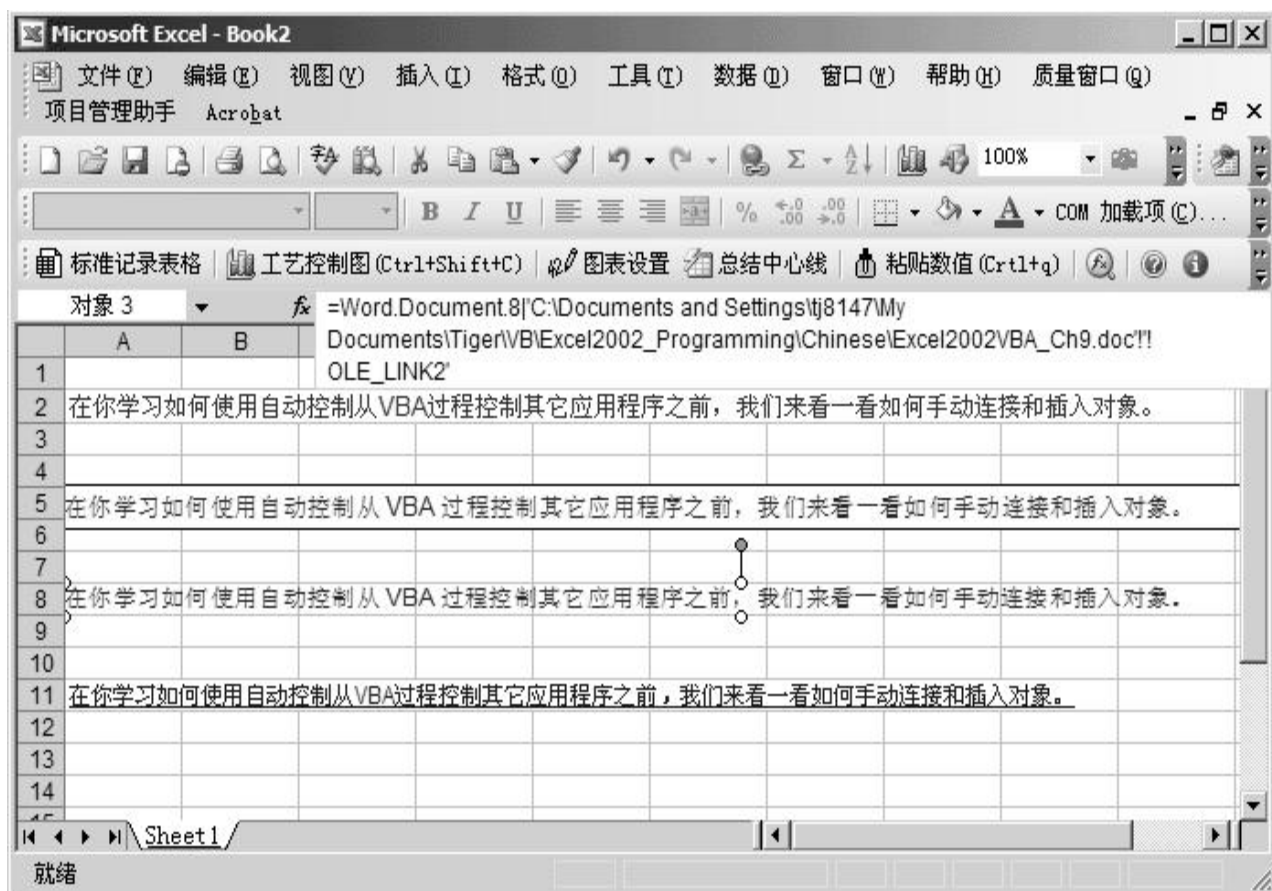 Microsoft Excel - Book2
文件(F) 编辑(E) 视图(V) 插入(I) 格式(O) 工具(T) 数据(D) 窗口(W) 帮助(H) 质量窗口(Q)
项目管理助手 Acrobat
100%
B I U % COM 加载项(C)...
标准记录表格 工艺控制图(Ctrl+Shift+C) 图表设置 总结中心线 粘贴数值(Crtl+q)
对象 3 fx =Word.Document.8|'C:\Documents and Settings\tj8147\My
Documents\Tiger\VB\Excel2002_Programming\Chinese\Excel2002VBA_Ch9.doc'!'!
OLE_LINK2'
A B
1
2 在你学习如何使用自动控制从VBA过程控制其它应用程序之前，我们来看一看如何手动连接和插入对象。
3
4
5 在你学习如何使用自动控制从 VBA 过程控制其它应用程序之前，我们来看一看如何手动连接和插入对象。
6
7
8 在你学习如何使用自动控制从 VBA 过程控制其它应用程序之前，我们来看一看如何手动连接和插入对象。
9
10
11 在你学习如何使用自动控制从VBA过程控制其它应用程序之前，我们来看一看如何手动连接和插入对象。
12
13
14
15
Sheet1
就绪